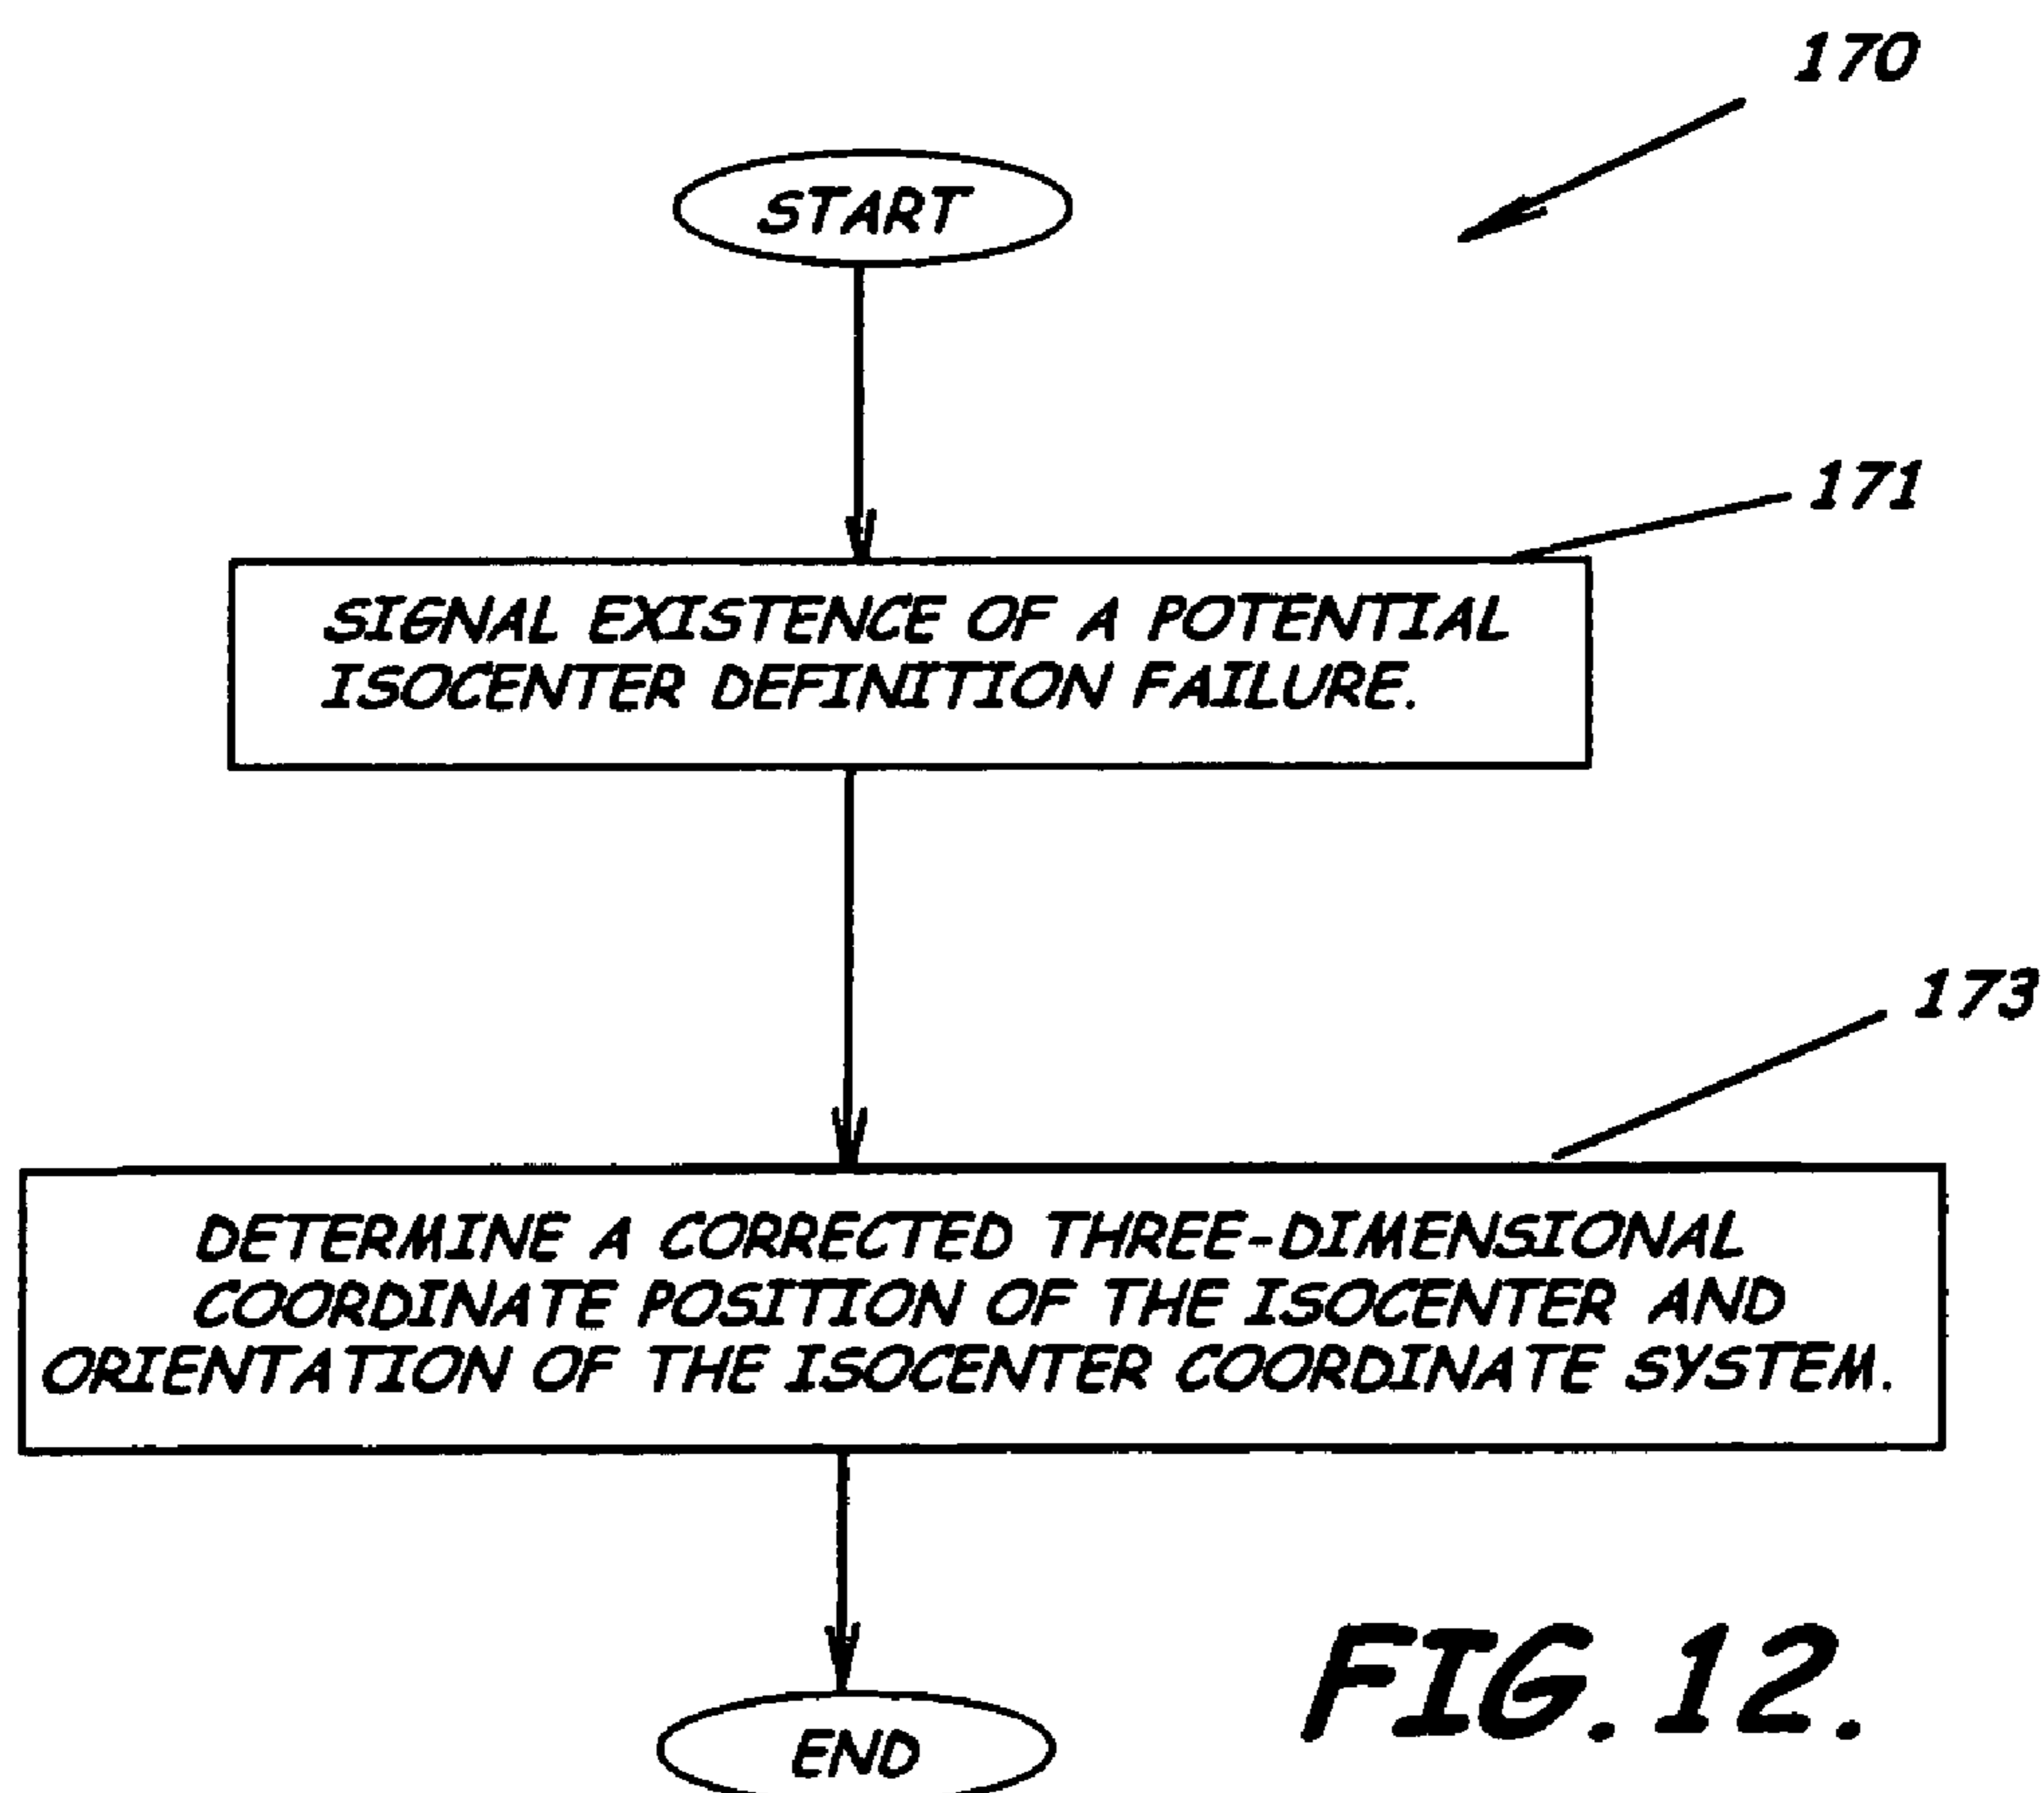 170
START
171
SIGNAL EXISTENCE OF A POTENTIAL
ISOCENTER DEFINITION FAILURE.
173
DETERMINE A CORRECTED THREE-DIMENSIONAL
COORDINATE POSITION OF THE ISOCENTER AND
ORIENTATION OF THE ISOCENTER COORDINATE SYSTEM.
END
FIG. 12.